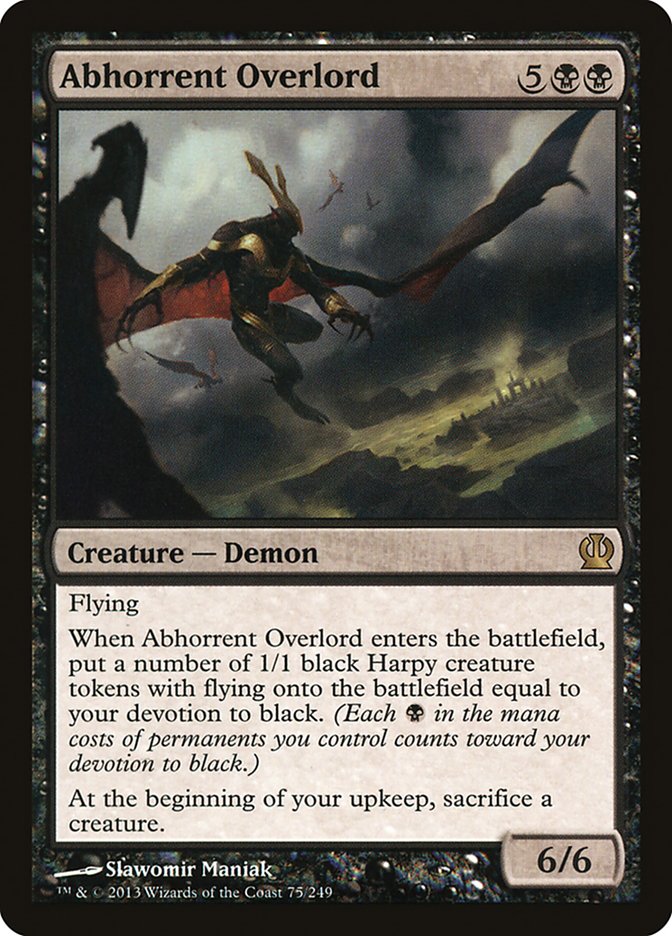 Abhorrent Overlord 5
Creature — Demon
Flying
When Abhorrent Overlord enters the battlefield,
put a number of 1/1 black Harpy creature
tokens with flying onto the battlefield equal to
your devotion to black. (Each in the mana
costs of permanents you control counts toward your
devotion to black.)
At the beginning of your upkeep, sacrifice a
creature.
6/6
Sławomir Maniak
™ & © 2013 Wizards of the Coast 75/249